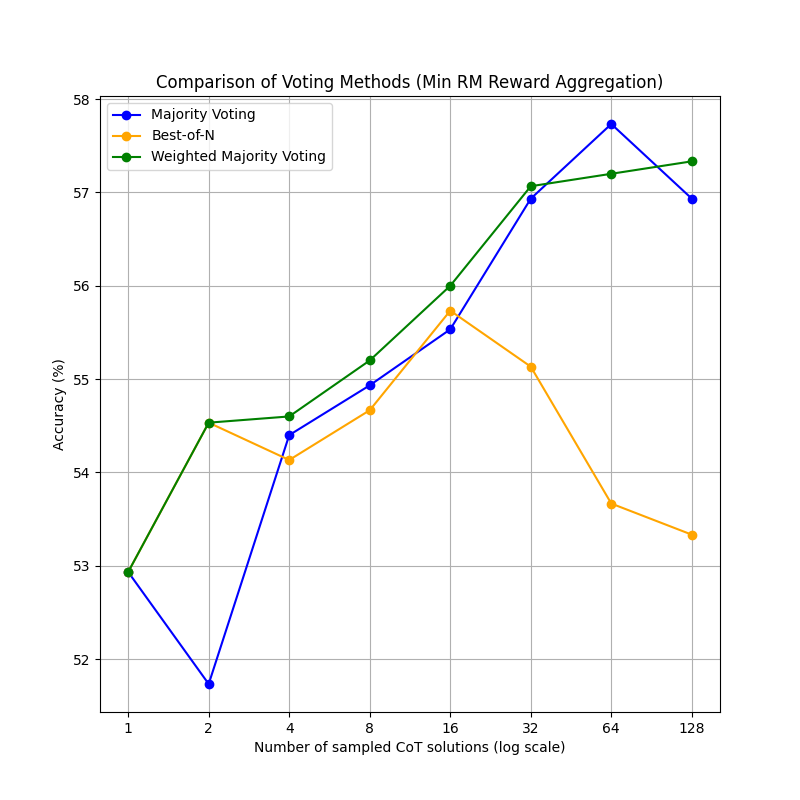 Comparison of Voting Methods (Min RM Reward Aggregation)
Majority Voting
Best-of-N
Weighted Majority Voting
58
57
56
55
54
53
52
Accuracy (%)
1 2 4 8 16 32 64 128
Number of sampled CoT solutions (log scale)